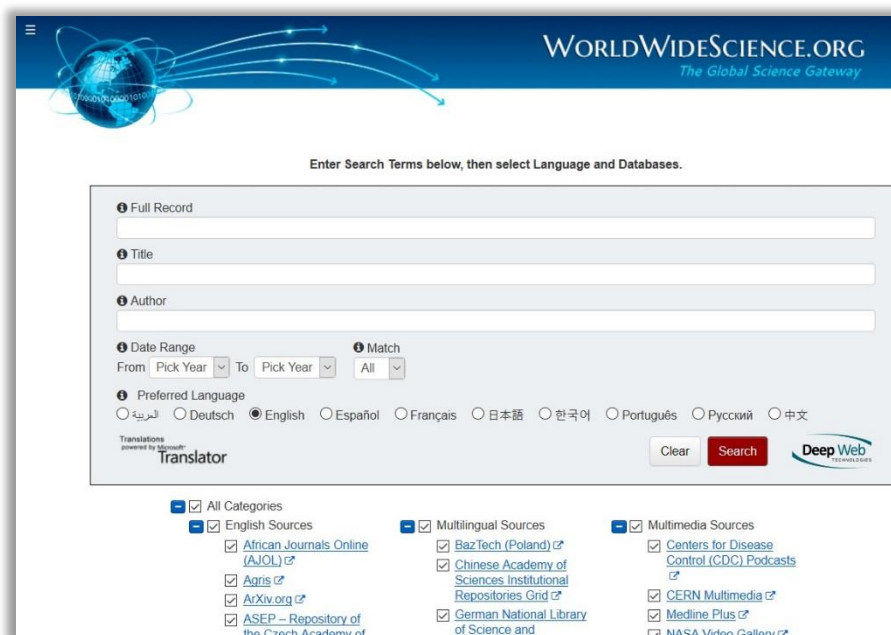 ☰
WORLDWIDESCIENCE.ORG
The Global Science Gateway
Enter Search Terms below, then select Language and Databases.
Full Record
Title
Author
Date Range
Match
From Pick Year To Pick Year All
Preferred Language
العربية Deutsch English Español Français 日本語 한국어 Português Русский 中文
Translations
powered by Microsoft®
Translator
Clear Search
Deep Web
TECHNOLOGIES
All Categories
English Sources
African Journals Online
(AJOL)
Agris
ArXiv.org
ASEP – Repository of
the Czech Academy of
Multilingual Sources
BazTech (Poland)
Chinese Academy of
Sciences Institutional
Repositories Grid
German National Library
of Science and
Multimedia Sources
Centers for Disease
Control (CDC) Podcasts
CERN Multimedia
Medline Plus
NASA Video Gallery